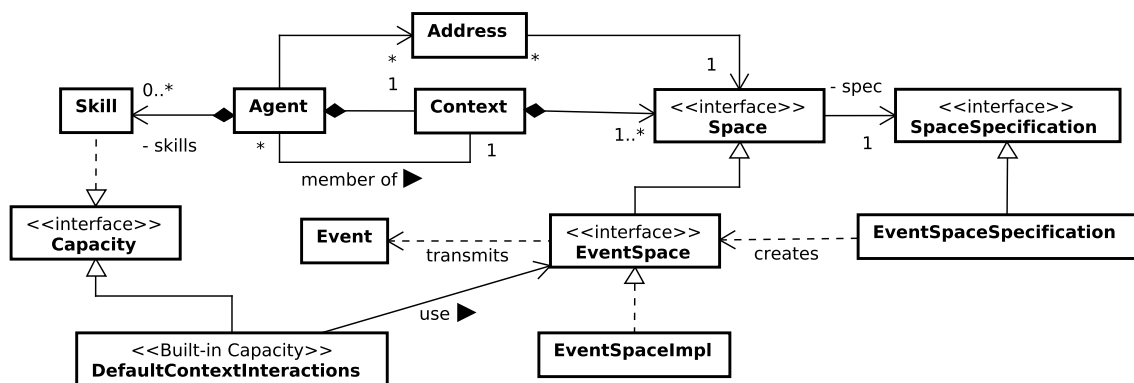 Address
*
*
1
1
0..*
- spec
Skill
Agent
Context
<<interface>>
Space
<<interface>>
SpaceSpecification
- skills
*
1
1..*
1
member of ▶
<<interface>>
Capacity
Event
transmits
<<interface>>
EventSpace
creates
EventSpaceSpecification
use ▶
<<Built-in Capacity>>
DefaultContextInteractions
EventSpaceImpl